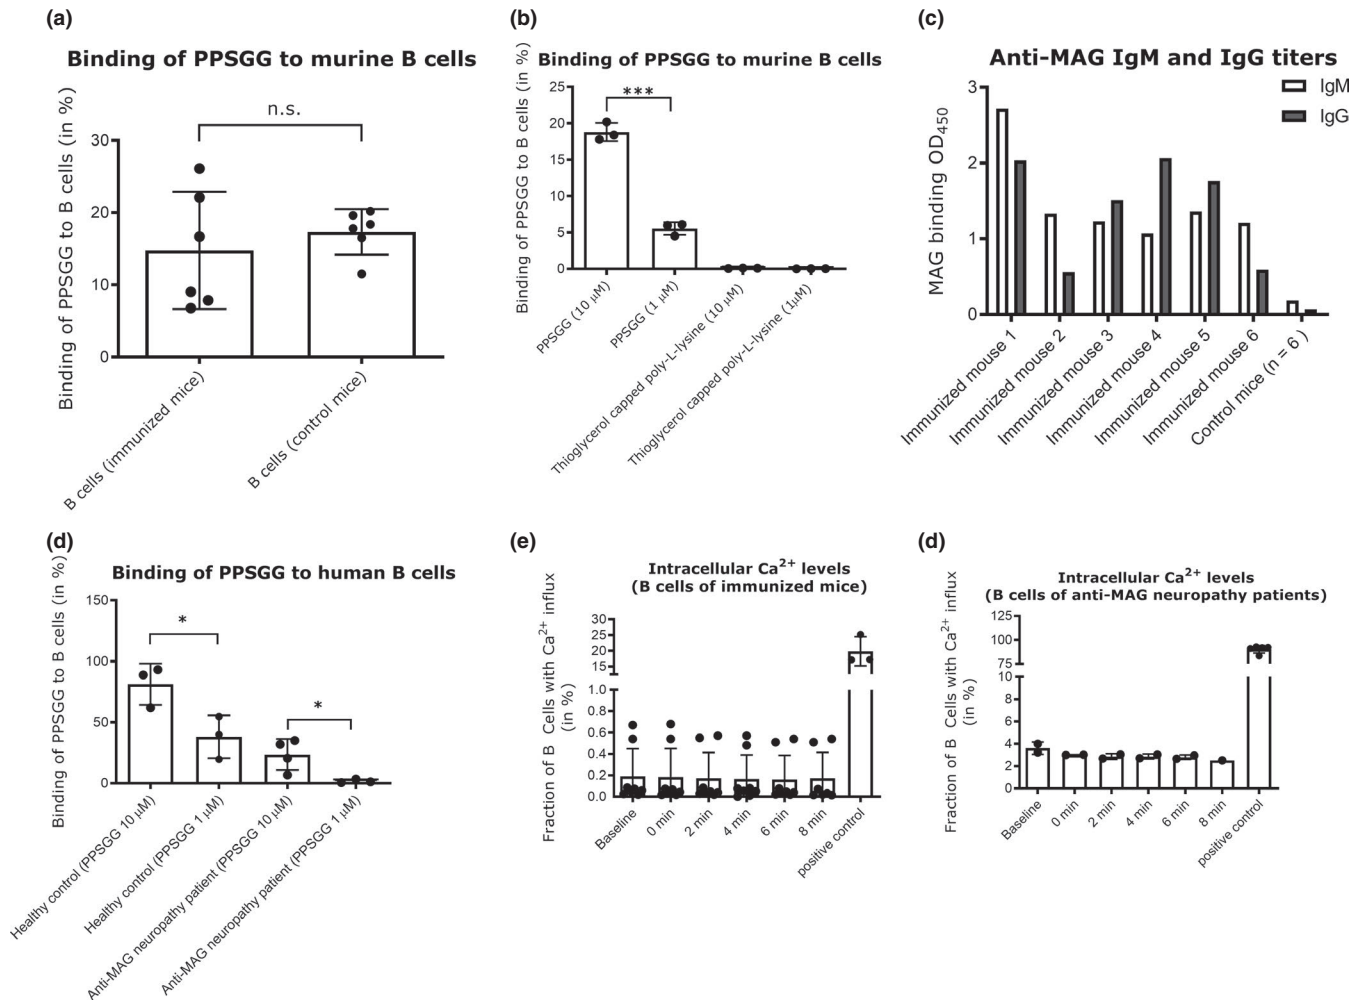 (a)
Binding of PPSGG to murine B cells
Binding of PPSGG to B cells (in %)
n.s.
30
20
10
0
B cells (immunized mice)
B cells (control mice)
(b)
Binding of PPSGG to murine B cells
Binding of PPSGG to B cells (in %)
***
25
20
15
10
5
0
PPSGG (10 μM)
PPSGG (1 μM)
Thioglycerol capped poly-L-lysine (10 μM)
Thioglycerol capped poly-L-lysine (1μM)
(c)
Anti-MAG IgM and IgG titers
IgM
IgG
MAG binding OD450
3
2
1
0
Immunized mouse 1
Immunized mouse 2
Immunized mouse 3
Immunized mouse 4
Immunized mouse 5
Immunized mouse 6
Control mice (n = 6 )
(d)
Binding of PPSGG to human B cells
Binding of PPSGG to B cells (in %)
150
100
50
0
*
*
Healthy control (PPSGG 10 μM)
Healthy control (PPSGG 1 μM)
Anti-MAG neuropathy patient (PPSGG 10 μM)
Anti-MAG neuropathy patient (PPSGG 1 μM)
(e)
Intracellular Ca2+ levels
(B cells of immunized mice)
Fraction of B Cells with Ca2+ influx
(in %)
30
25
20
15
1.0
0.8
0.6
0.4
0.2
0.0
Baseline
0 min
2 min
4 min
6 min
8 min
positive control
(d)
Intracellular Ca2+ levels
(B cells of anti-MAG neuropathy patients)
Fraction of B Cells with Ca2+ influx
(in %)
125
100
75
10
8
6
4
2
0
Baseline
0 min
2 min
4 min
6 min
8 min
positive control